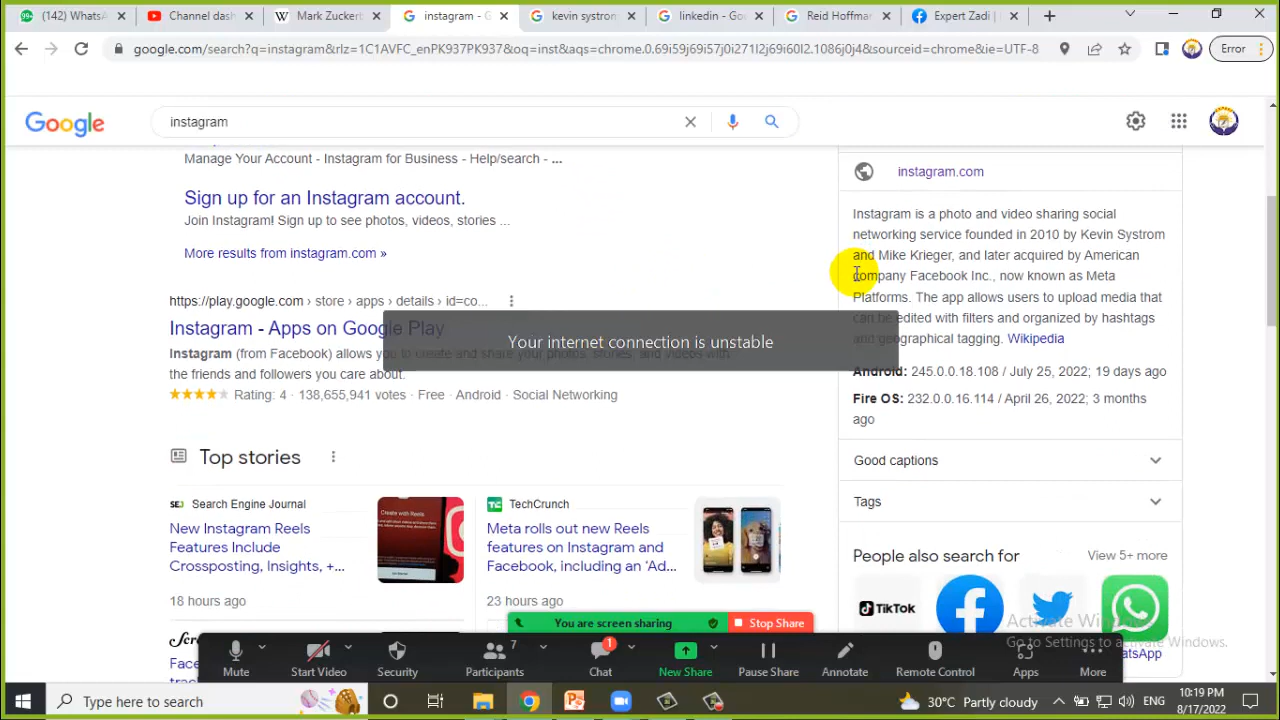 (142) WhatsA
Channel dash
Mark Zuckerb
instagram - G
kevin systrom
linkedin - Goo
Reid Hoffman
Expert Zadi |
google.com/search?q=instagram&rlz=1C1AVFC_enPK937PK937&oq=inst&aqs=chrome.0.69i59j69i57j0i271l2j69i60l2.1086j0j4&sourceid=chrome&ie=UTF-8
Error
Google
instagram
Manage Your Account - Instagram for Business - Help/search - ...
Sign up for an Instagram account.
Join Instagram! Sign up to see photos, videos, stories ...
More results from instagram.com »
https://play.google.com › store › apps › details › id=co...
Instagram - Apps on Google Play
Instagram (from Facebook) allows you to create and share your photos, stories, and videos with
the friends and followers you care about.
Rating: 4 · 138,655,941 votes · Free · Android · Social Networking
Your internet connection is unstable
Top stories
SEJ Search Engine Journal
New Instagram Reels
Features Include
Crossposting, Insights, +...
18 hours ago
TechCrunch
Meta rolls out new Reels
features on Instagram and
Facebook, including an 'Ad...
23 hours ago
Create with Reels
instagram.com
Instagram is a photo and video sharing social
networking service founded in 2010 by Kevin Systrom
and Mike Krieger, and later acquired by American
company Facebook Inc., now known as Meta
Platforms. The app allows users to upload media that
can be edited with filters and organized by hashtags
and geographical tagging. Wikipedia
Android: 245.0.0.18.108 / July 25, 2022; 19 days ago
Fire OS: 232.0.0.16.114 / April 26, 2022; 3 months
ago
Good captions
Tags
People also search for
View 5+ more
TikTok
Activate Windows
Go to Settings to activate Windows.
WhatsApp
You are screen sharing
Stop Share
Mute
Start Video
Security
7
Participants
1
Chat
New Share
Pause Share
Annotate
Remote Control
Apps
More
Type here to search
30°C Partly cloudy
ENG
10:19 PM
8/17/2022